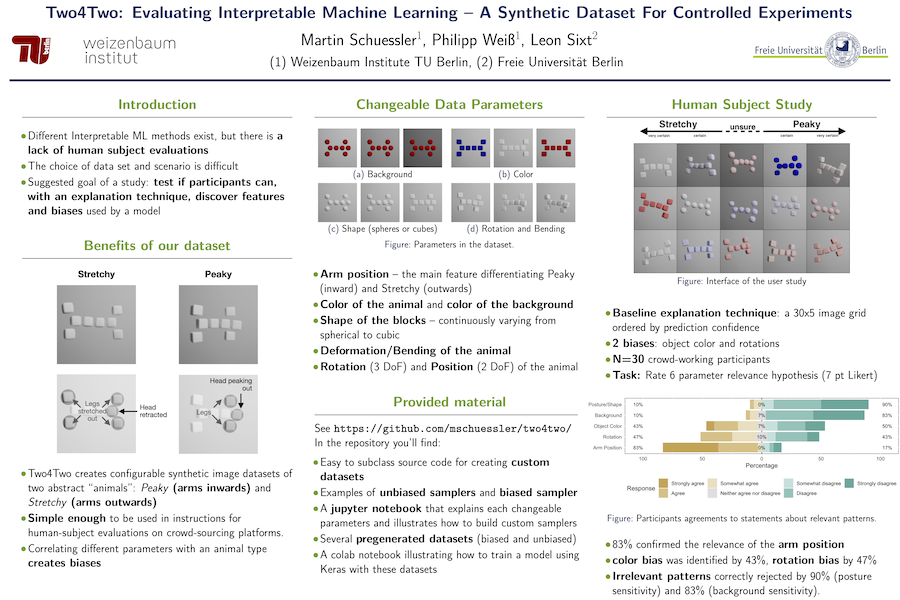 Two4Two: Evaluating Interpretable Machine Learning – A Synthetic Dataset For Controlled Experiments
Martin Schuessler¹, Philipp Weiß¹, Leon Sixt²
(1) Weizenbaum Institute TU Berlin, (2) Freie Universität Berlin
berlin
weizenbaum
institut
Freie Universität Berlin
Introduction
Different Interpretable ML methods exist, but there is a
lack of human subject evaluations
The choice of data set and scenario is difficult
Suggested goal of a study: test if participants can,
with an explanation technique, discover features
and biases used by a model
Benefits of our dataset
Stretchy
Peaky
Legs
stretched
out
Head
retracted
Head peaking
out
Legs
Two4Two creates configurable synthetic image datasets of
two abstract “animals”: Peaky (arms inwards) and
Stretchy (arms outwards)
Simple enough to be used in instructions for
human-subject evaluations on crowd-sourcing platforms.
Correlating different parameters with an animal type
creates biases
Changeable Data Parameters
(a) Background
(b) Color
(c) Shape (spheres or cubes)
(d) Rotation and Bending
Figure: Parameters in the dataset.
Arm position – the main feature differentiating Peaky
(inward) and Stretchy (outwards)
Color of the animal and color of the background
Shape of the blocks – continuously varying from
spherical to cubic
Deformation/Bending of the animal
Rotation (3 DoF) and Position (2 DoF) of the animal
Provided material
See https://github.com/mschuessler/two4two/
In the repository you'll find:
Easy to subclass source code for creating custom
datasets
Examples of unbiased samplers and biased sampler
A jupyter notebook that explains each changeable
parameters and illustrates how to build custom samplers
Several pregenerated datasets (biased and unbiased)
A colab notebook illustrating how to train a model using
Keras with these datasets
Human Subject Study
Stretchy unsure Peaky
very certain certain certain very certain
Figure: Interface of the user study
Baseline explanation technique: a 30x5 image grid
ordered by prediction confidence
2 biases: object color and rotations
N=30 crowd-working participants
Task: Rate 6 parameter relevance hypothesis (7 pt Likert)
Posture/Shape 10% 0% 90%
Background 10% 7% 83%
Object Color 43% 7% 50%
Rotation 47% 10% 43%
Arm Position 83% 0% 17%
100 50 0 50 100
Percentage
Response
Strongly agree Somewhat agree Somewhat disagree Strongly disagree
Agree Neither agree nor disagree Disagree
Figure: Participants agreements to statements about relevant patterns.
83% confirmed the relevance of the arm position
color bias was identified by 43%, rotation bias by 47%
Irrelevant patterns correctly rejected by 90% (posture
sensitivity) and 83% (background sensitivity).